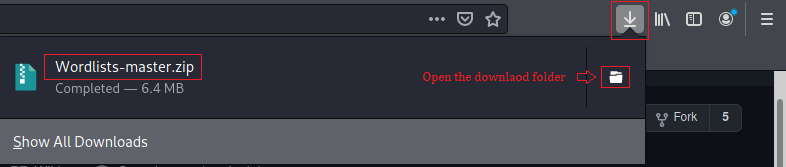 Wordlists-master.zip
Completed — 6.4 MB
Open the downlaod folder
Fork 5
Show All Downloads